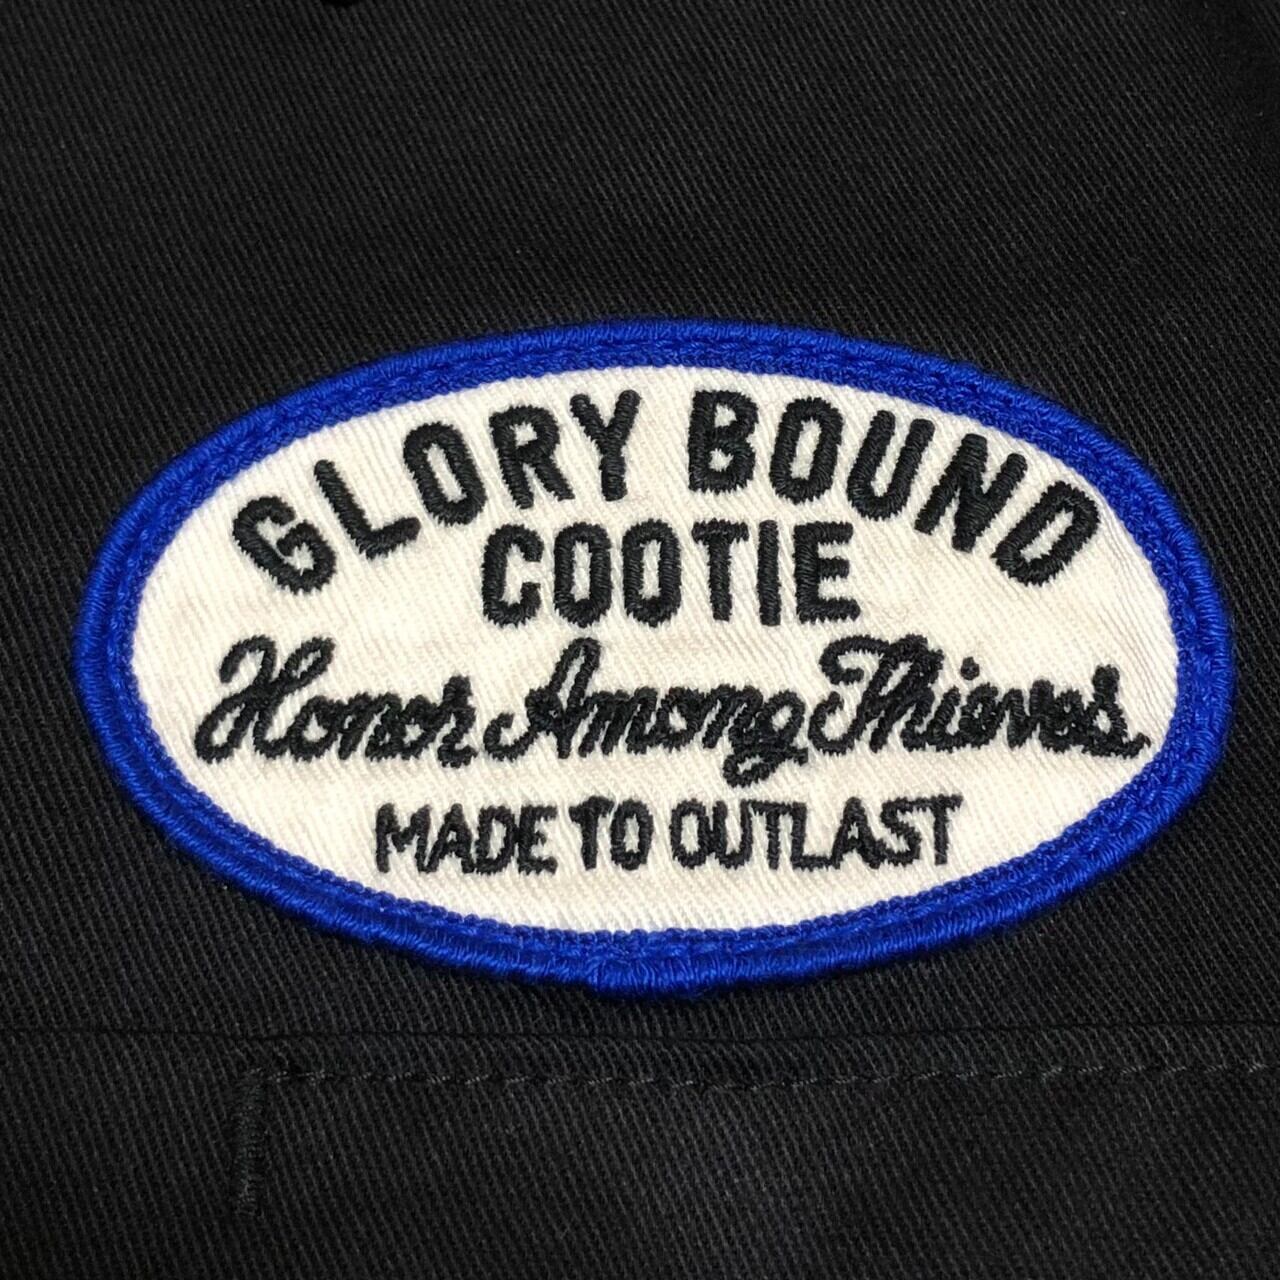 GLORY BOUND
COOTIE
Honor Among Thieves
MADE TO OUTLAST